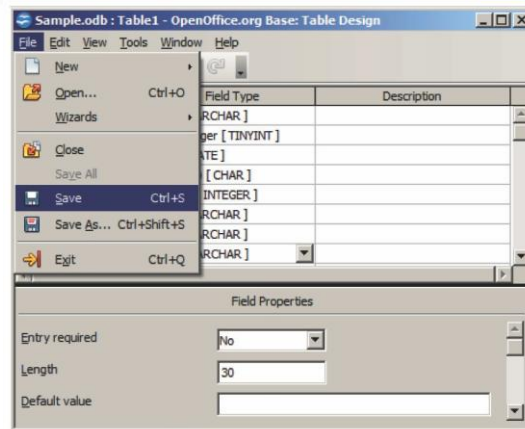 Sample.odb : Table1 - OpenOffice.org Base: Table Design
File Edit View Tools Window Help
New
Open... Ctrl+O
Wizards
Close
Save All
Save Ctrl+S
Save As... Ctrl+Shift+S
Exit Ctrl+Q
Field Type Description
RCHAR ]
ger [ TINYINT ]
ATE ]
[ CHAR ]
INTEGER ]
RCHAR ]
RCHAR ]
RCHAR ]
Field Properties
Entry required No
Length 30
Default value